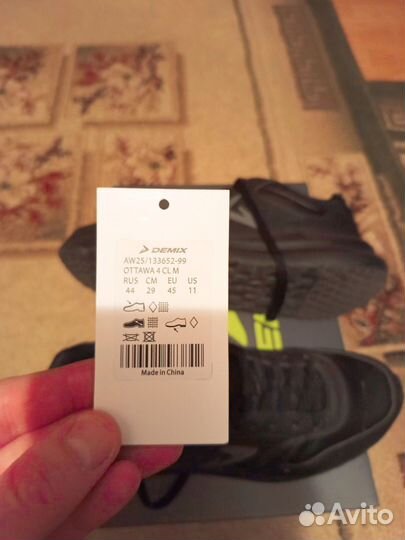 DEMIX
AW25/133652-99
OTTAWA 4 CL M
RUS CM EU US
44 29 45 11
Made in China
Avito